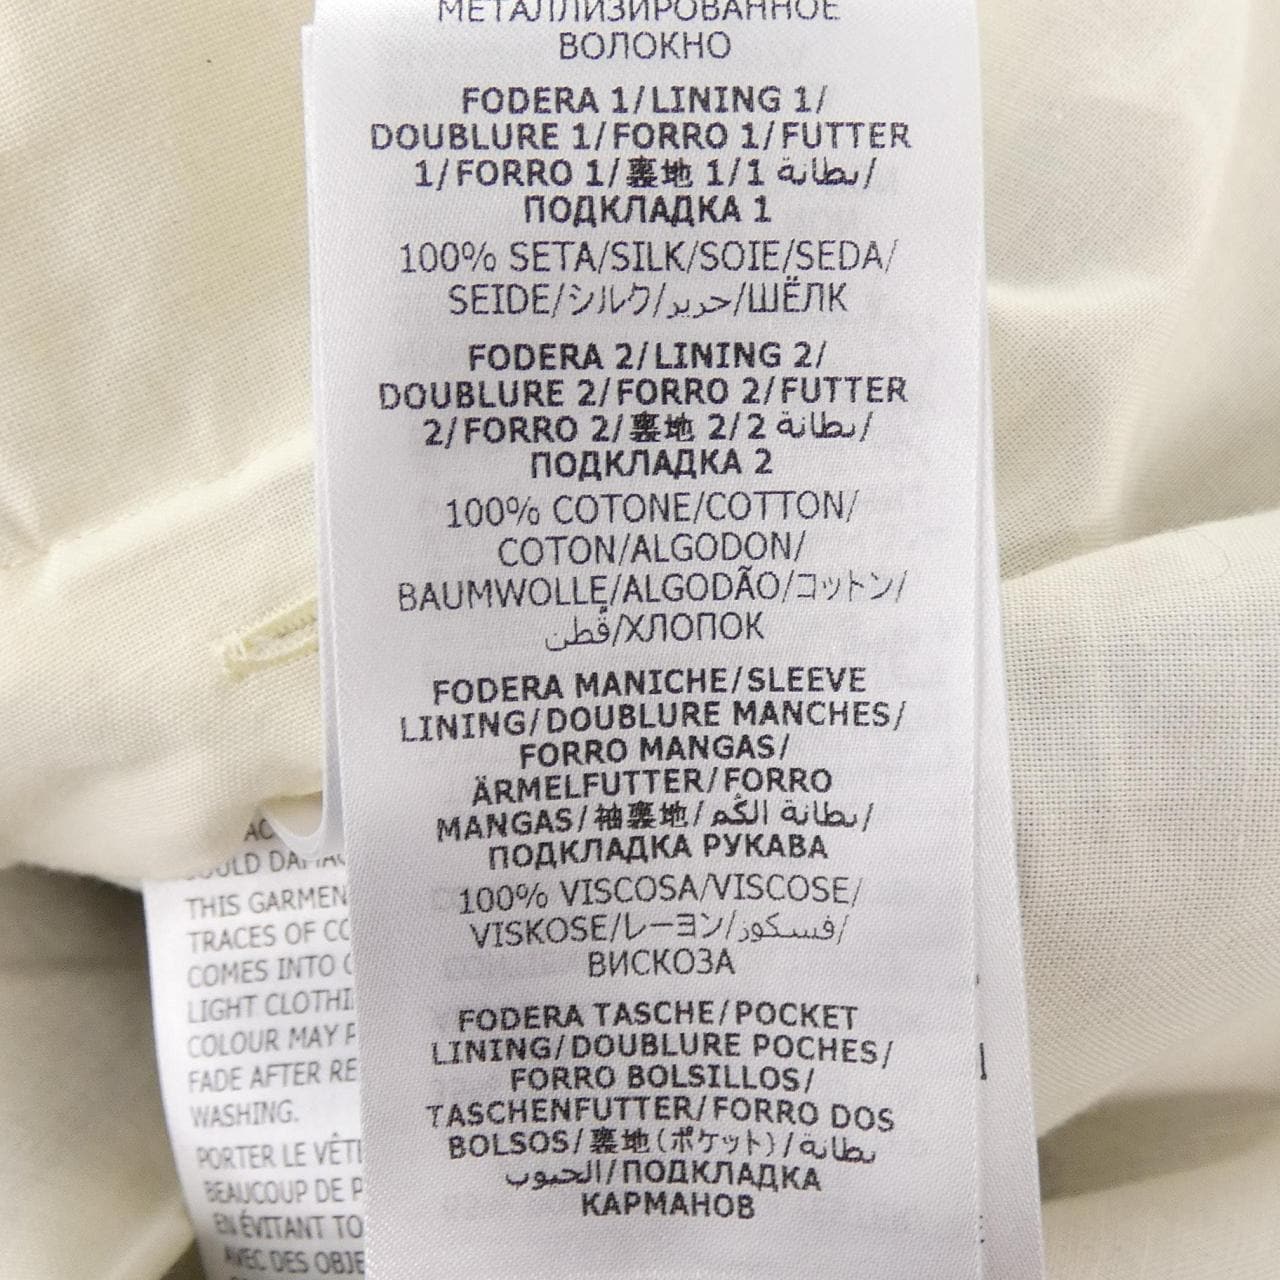 МЕТАЛЛИЗИРОВАННОЕ
ВОЛОКНО
FODERA 1/LINING 1/
DOUBLURE 1/FORRO 1/FUTTER
1/FORRO 1/裏地 1/1 بطانة/
ПОДКЛАДКА 1
100% SETA/SILK/SOIE/SEDA/
SEIDE/シルク/حرير/ШЁЛК
FODERA 2/LINING 2/
DOUBLURE 2/FORRO 2/FUTTER
2/FORRO 2/裏地 2/2 بطانة/
ПОДКЛАДКА 2
100% COTONE/COTTON/
COTON/ALGODON/
BAUMWOLLE/ALGODÃO/コットン/
قُطن/ХЛОПОК
FODERA MANICHE/SLEEVE
LINING/DOUBLURE MANCHES/
FORRO MANGAS/
ÄRMELFUTTER/FORRO
MANGAS/袖裏地/بطانة الكُم/
ПОДКЛАДКА РУКАВА
100% VISCOSA/VISCOSE/
VISKOSE/レーヨン/فسكوز/
ВИСКОЗА
FODERA TASCHE/POCKET
LINING/DOUBLURE POCHES/
FORRO BOLSILLOS/
TASCHENFUTTER/FORRO DOS
BOLSOS/裏地(ポケット)/بطانة
الجيوب/ПОДКЛАДКА
КАРМАНОВ
THIS GARMEN
TRACES OF CO
COMES INTO
LIGHT CLOTHI
COLOUR MAY
FADE AFTER RE
WASHING.
PORTER LE VÊT
BEAUCOUP DE P
EN ÉVITANT TO
AVEC DES OBJE